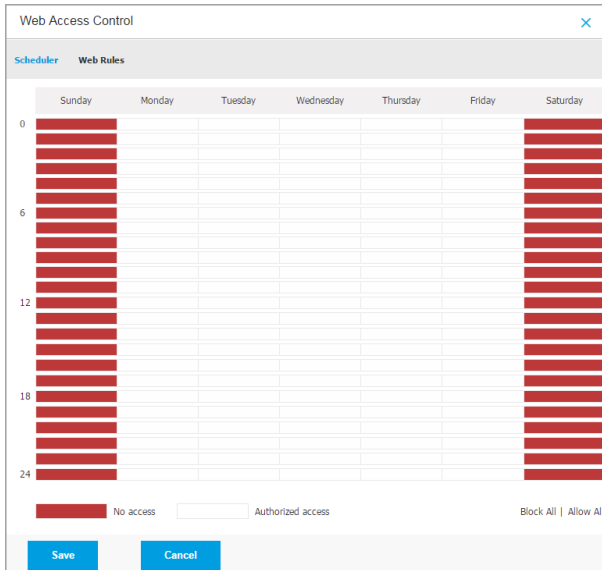 Web Access Control
Scheduler Web Rules
Sunday Monday Tuesday Wednesday Thursday Friday Saturday
0
6
12
18
24
No access Authorized access Block All | Allow Al
Save Cancel